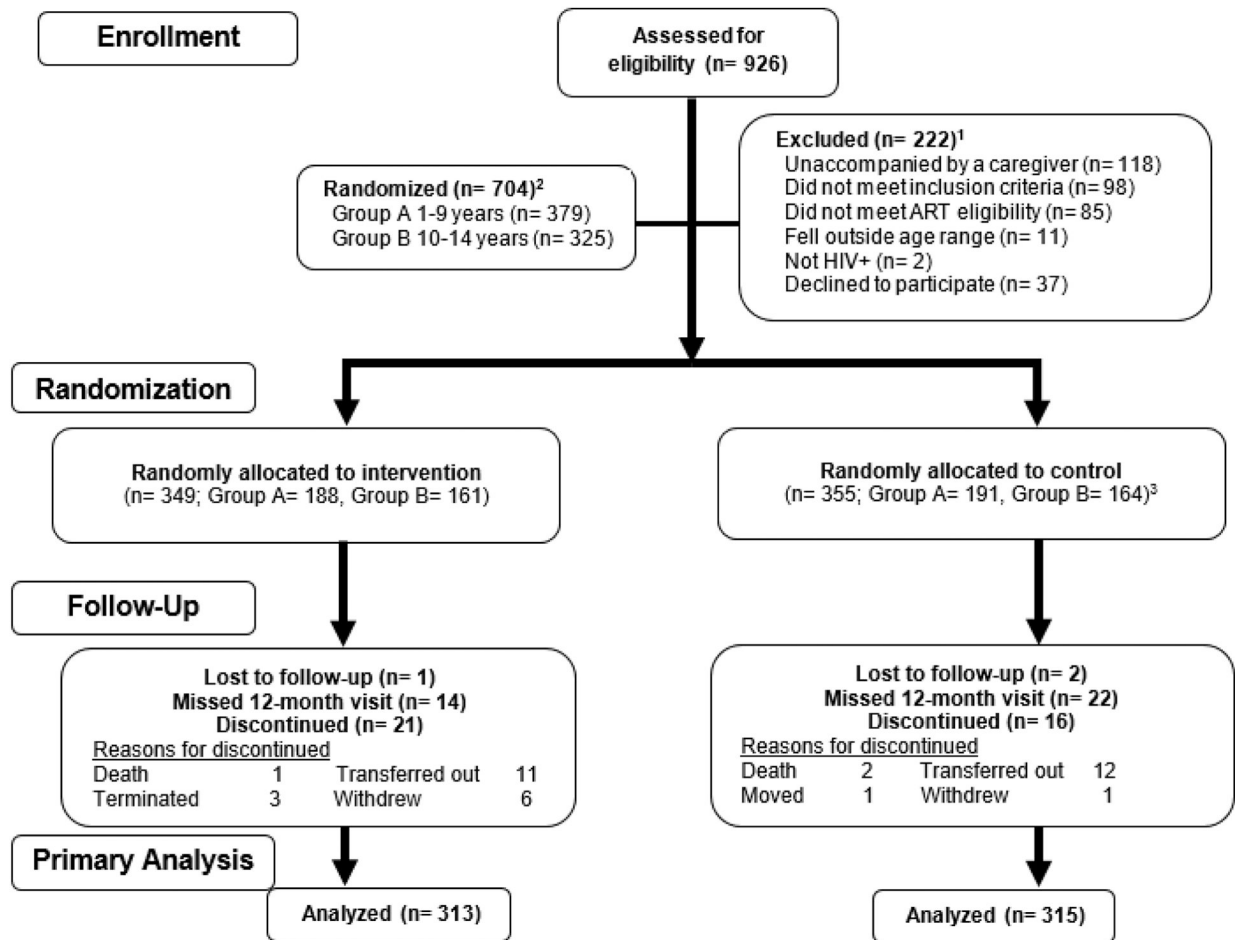 Enrollment
Assessed for
eligibility (n= 926)
Excluded (n= 222)¹
Unaccompanied by a caregiver (n= 118)
Did not meet inclusion criteria (n= 98)
Did not meet ART eligibility (n= 85)
Fell outside age range (n= 11)
Not HIV+ (n= 2)
Declined to participate (n= 37)
Randomized (n= 704)²
Group A 1-9 years (n= 379)
Group B 10-14 years (n= 325)
Randomization
Randomly allocated to intervention
(n= 349; Group A= 188, Group B= 161)
Randomly allocated to control
(n= 355; Group A= 191, Group B= 164)³
Follow-Up
Lost to follow-up (n= 1)
Missed 12-month visit (n= 14)
Discontinued (n= 21)
Reasons for discontinued
Death 1 Transferred out 11
Terminated 3 Withdrew 6
Lost to follow-up (n= 2)
Missed 12-month visit (n= 22)
Discontinued (n= 16)
Reasons for discontinued
Death 2 Transferred out 12
Moved 1 Withdrew 1
Primary Analysis
Analyzed (n= 313)
Analyzed (n= 315)